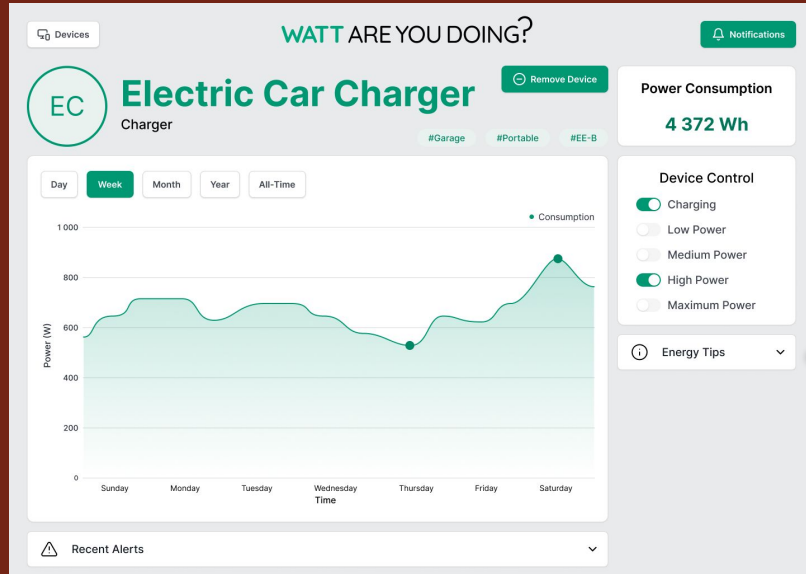 Devices
WATT ARE YOU DOING?
Notifications
EC
Electric Car Charger
Charger
Remove Device
#Garage #Portable #EE-B
Power Consumption
4 372 Wh
Day Week Month Year All-Time
Consumption
1 000
800
600
400
200
0
Power (W)
Sunday Monday Tuesday Wednesday Thursday Friday Saturday
Time
Device Control
Charging
Low Power
Medium Power
High Power
Maximum Power
Energy Tips
Recent Alerts